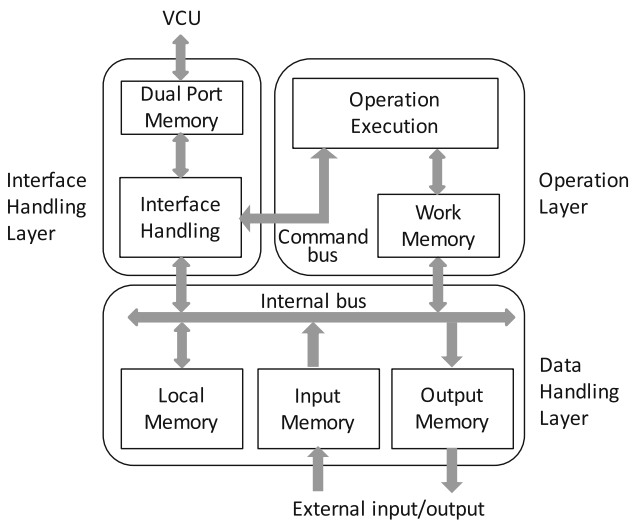 VCU
Dual Port
Memory
Operation
Execution
Interface
Handling
Layer
Interface
Handling
Operation
Layer
Work
Memory
Command
bus
Internal bus
Local
Memory
Input
Memory
Output
Memory
Data
Handling
Layer
External input/output